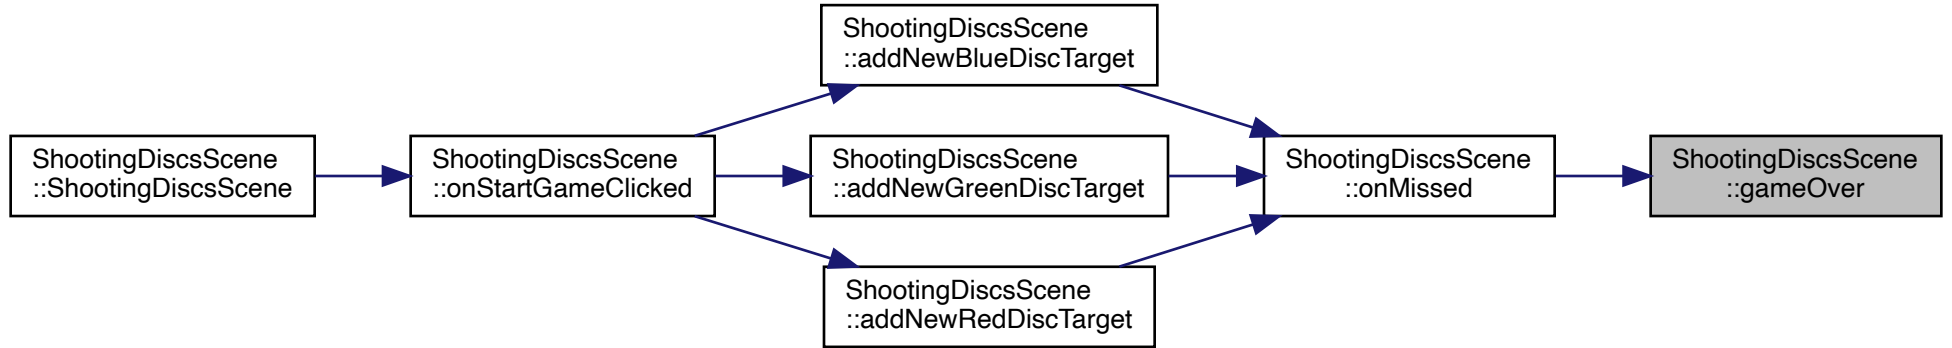 ShootingDiscsScene
::ShootingDiscsScene
ShootingDiscsScene
::onStartGameClicked
ShootingDiscsScene
::addNewBlueDiscTarget
ShootingDiscsScene
::addNewGreenDiscTarget
ShootingDiscsScene
::addNewRedDiscTarget
ShootingDiscsScene
::onMissed
ShootingDiscsScene
::gameOver